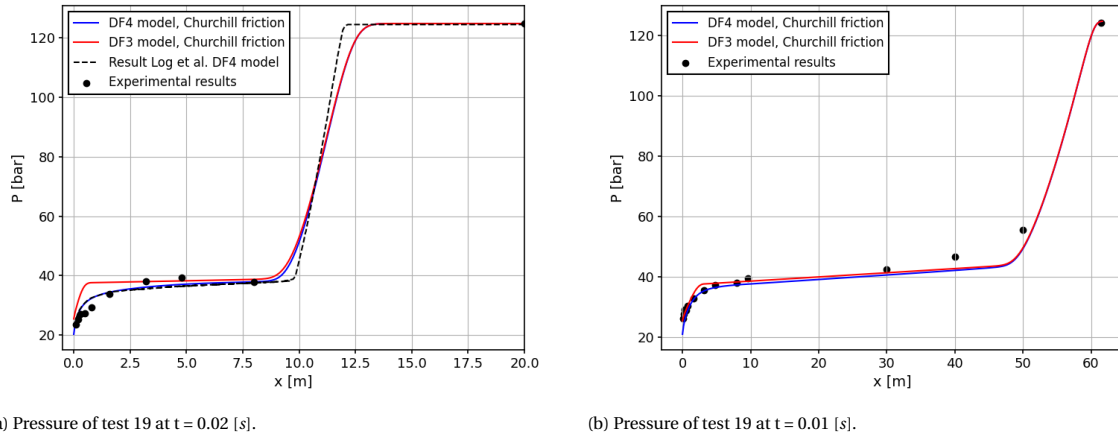 DF4 model, Churchill friction
DF3 model, Churchill friction
Result Log et al. DF4 model
Experimental results
P [bar]
120
100
80
60
40
20
0.0 2.5 5.0 7.5 10.0 12.5 15.0 17.5 20.0
x [m]
) Pressure of test 19 at t = 0.02 [s].
DF4 model, Churchill friction
DF3 model, Churchill friction
Experimental results
P [bar]
120
100
80
60
40
20
0 10 20 30 40 50 60
x [m]
(b) Pressure of test 19 at t = 0.01 [s].